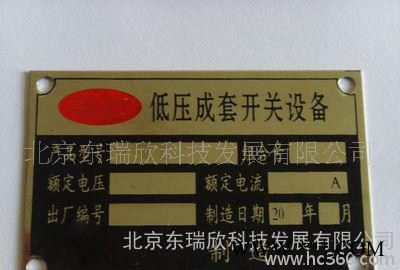 低压成套开关设备
北京东瑞欣科技发展有限公司
额定电压 额定电流 A
出厂编号 制造日期 20 年 月
制造
北京东瑞欣科技发展有限公司
www.hc360.com